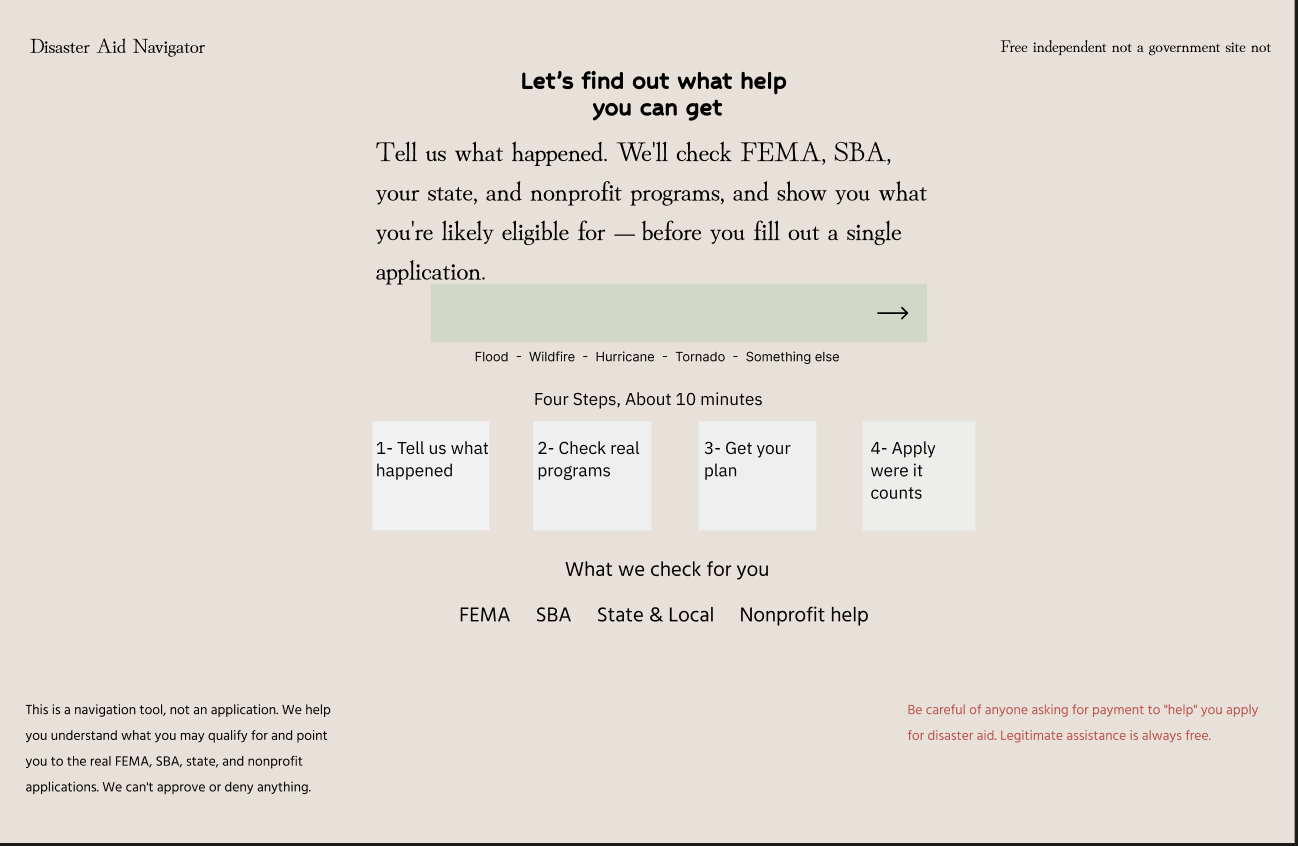 Disaster Aid Navigator
Free independent not a government site not
Let's find out what help
you can get
Tell us what happened. We'll check FEMA, SBA,
your state, and nonprofit programs, and show you what
you're likely eligible for — before you fill out a single
application.
Flood - Wildfire - Hurricane - Tornado - Something else
Four Steps, About 10 minutes
1- Tell us what
happened
2- Check real
programs
3- Get your
plan
4- Apply
were it
counts
What we check for you
FEMA SBA State & Local Nonprofit help
This is a navigation tool, not an application. We help
you understand what you may qualify for and point
you to the real FEMA, SBA, state, and nonprofit
applications. We can't approve or deny anything.
Be careful of anyone asking for payment to "help" you apply
for disaster aid. Legitimate assistance is always free.